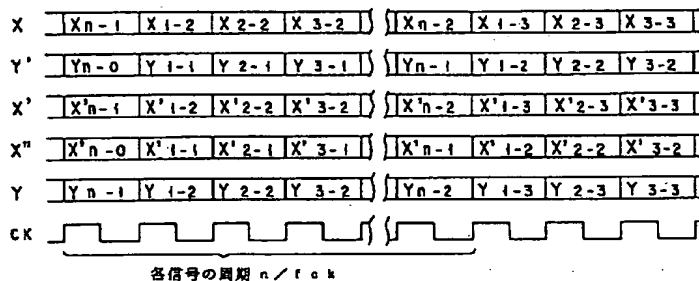 X Xn-1 X1-2 X2-2 X3-2 Xn-2 X1-3 X2-3 X3-3
Y' Yn-0 Y1-1 Y2-1 Y3-1 Yn-1 Y1-2 Y2-2 Y3-2
X' X'n-1 X'1-2 X'2-2 X'3-2 X'n-2 X'1-3 X'2-3 X'3-3
X" X'n-0 X'1-1 X'2-1 X'3-1 X'n-1 X'1-2 X'2-2 X'3-2
Y Yn-1 Y1-2 Y2-2 Y3-2 Yn-2 Y1-3 Y2-3 Y3-3
CK
各信号の周期 n/fck